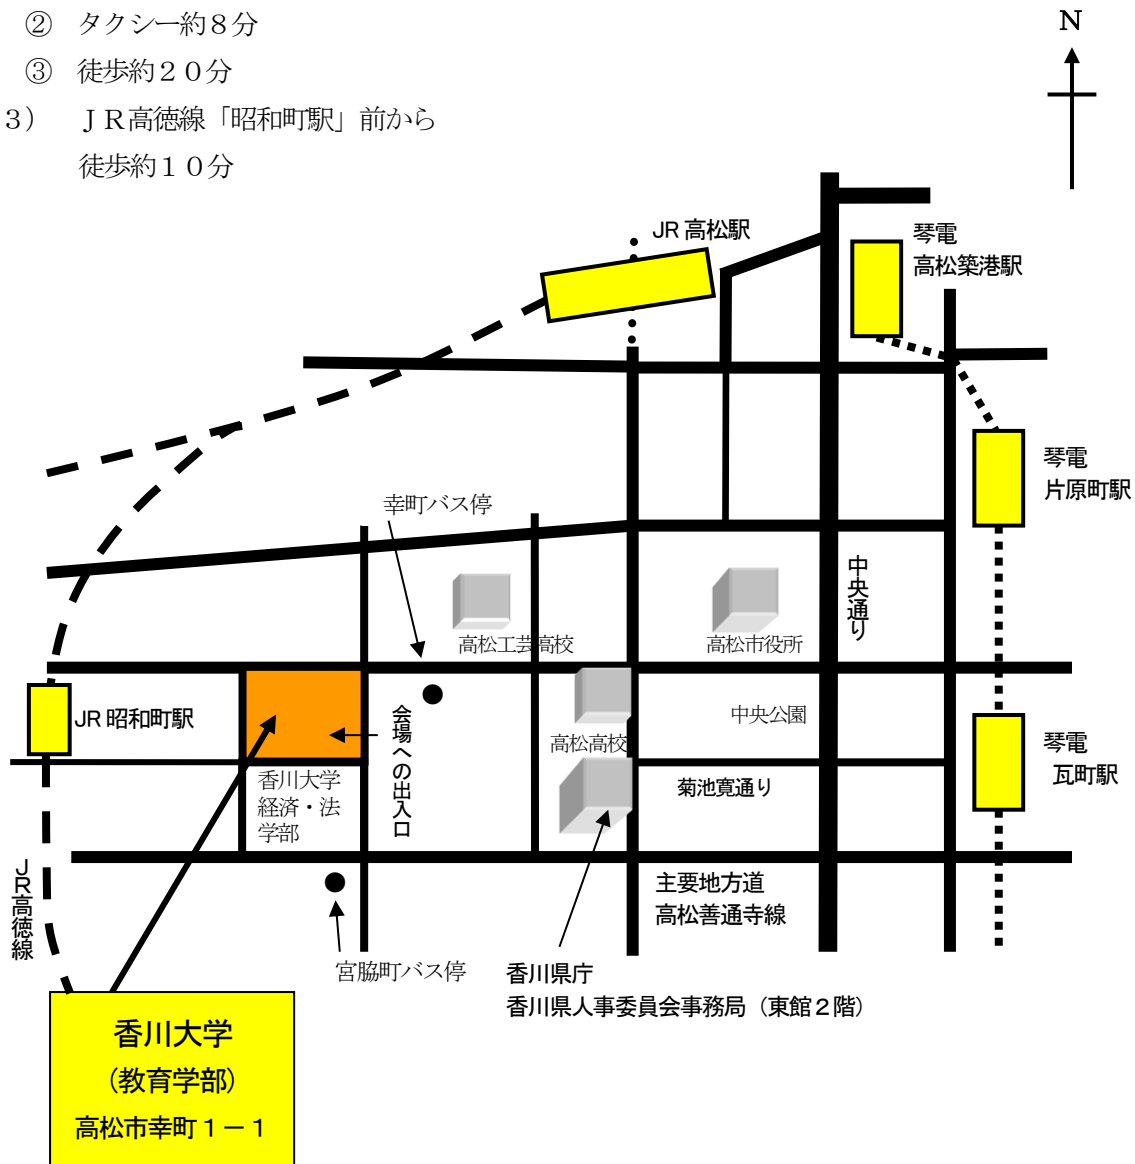 ②　タクシー約８分
③　徒歩約２０分
3）　ＪＲ高徳線「昭和町駅」前から
徒歩約１０分
N
JR 高松駅
琴電
高松築港駅
琴電
片原町駅
幸町バス停
中央通り
高松工芸高校
高松市役所
JR 昭和町駅
会場への出入口
高松高校
中央公園
琴電
瓦町駅
香川大学
経済・法
学部
菊池寛通り
ＪＲ高徳線
主要地方道
高松善通寺線
宮脇町バス停
香川県庁
香川県人事委員会事務局（東館２階）
香川大学
（教育学部）
高松市幸町１－１